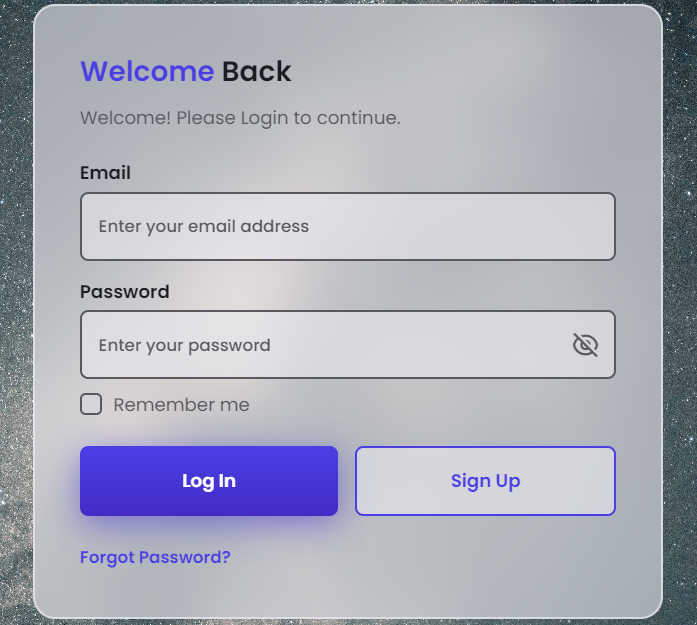 Welcome Back
Welcome! Please Login to continue.
Email
Enter your email address
Password
Enter your password
Remember me
Log In
Sign Up
Forgot Password?